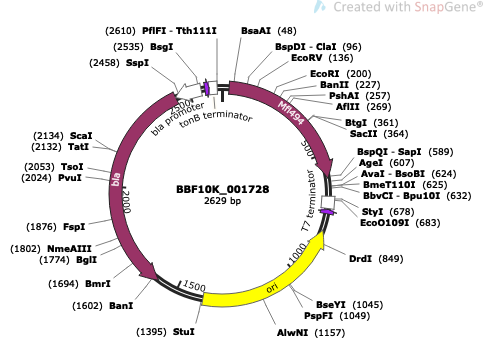 Created with SnapGene®
(2610) PflFI - Tth111I
BsaAI (48)
(2535) BsgI
BspDI - ClaI (96)
(2458) SspI
EcoRV (136)
EcoRI (200)
BanII (227)
PshAI (257)
AflII (269)
BtgI (361)
SacII (364)
bla promoter
2500
tonB terminator
Mfl494
500
(2134) ScaI
(2132) TatI
(2053) TsoI
(2024) PvuI
BspQI - SapI (589)
AgeI (607)
AvaI - BsoBI (624)
BmeT110I (625)
BbvCI - Bpu10I (632)
StyI (678)
EcoO109I (683)
bla
2000
BBF10K_001728
2629 bp
T7 terminator
(1876) FspI
(1802) NmeAIII
(1774) BglI
(1694) BmrI
(1602) BanI
(1395) StuI
1500
1000
ori
DrdI (849)
BseYI (1045)
PspFI (1049)
AlwNI (1157)